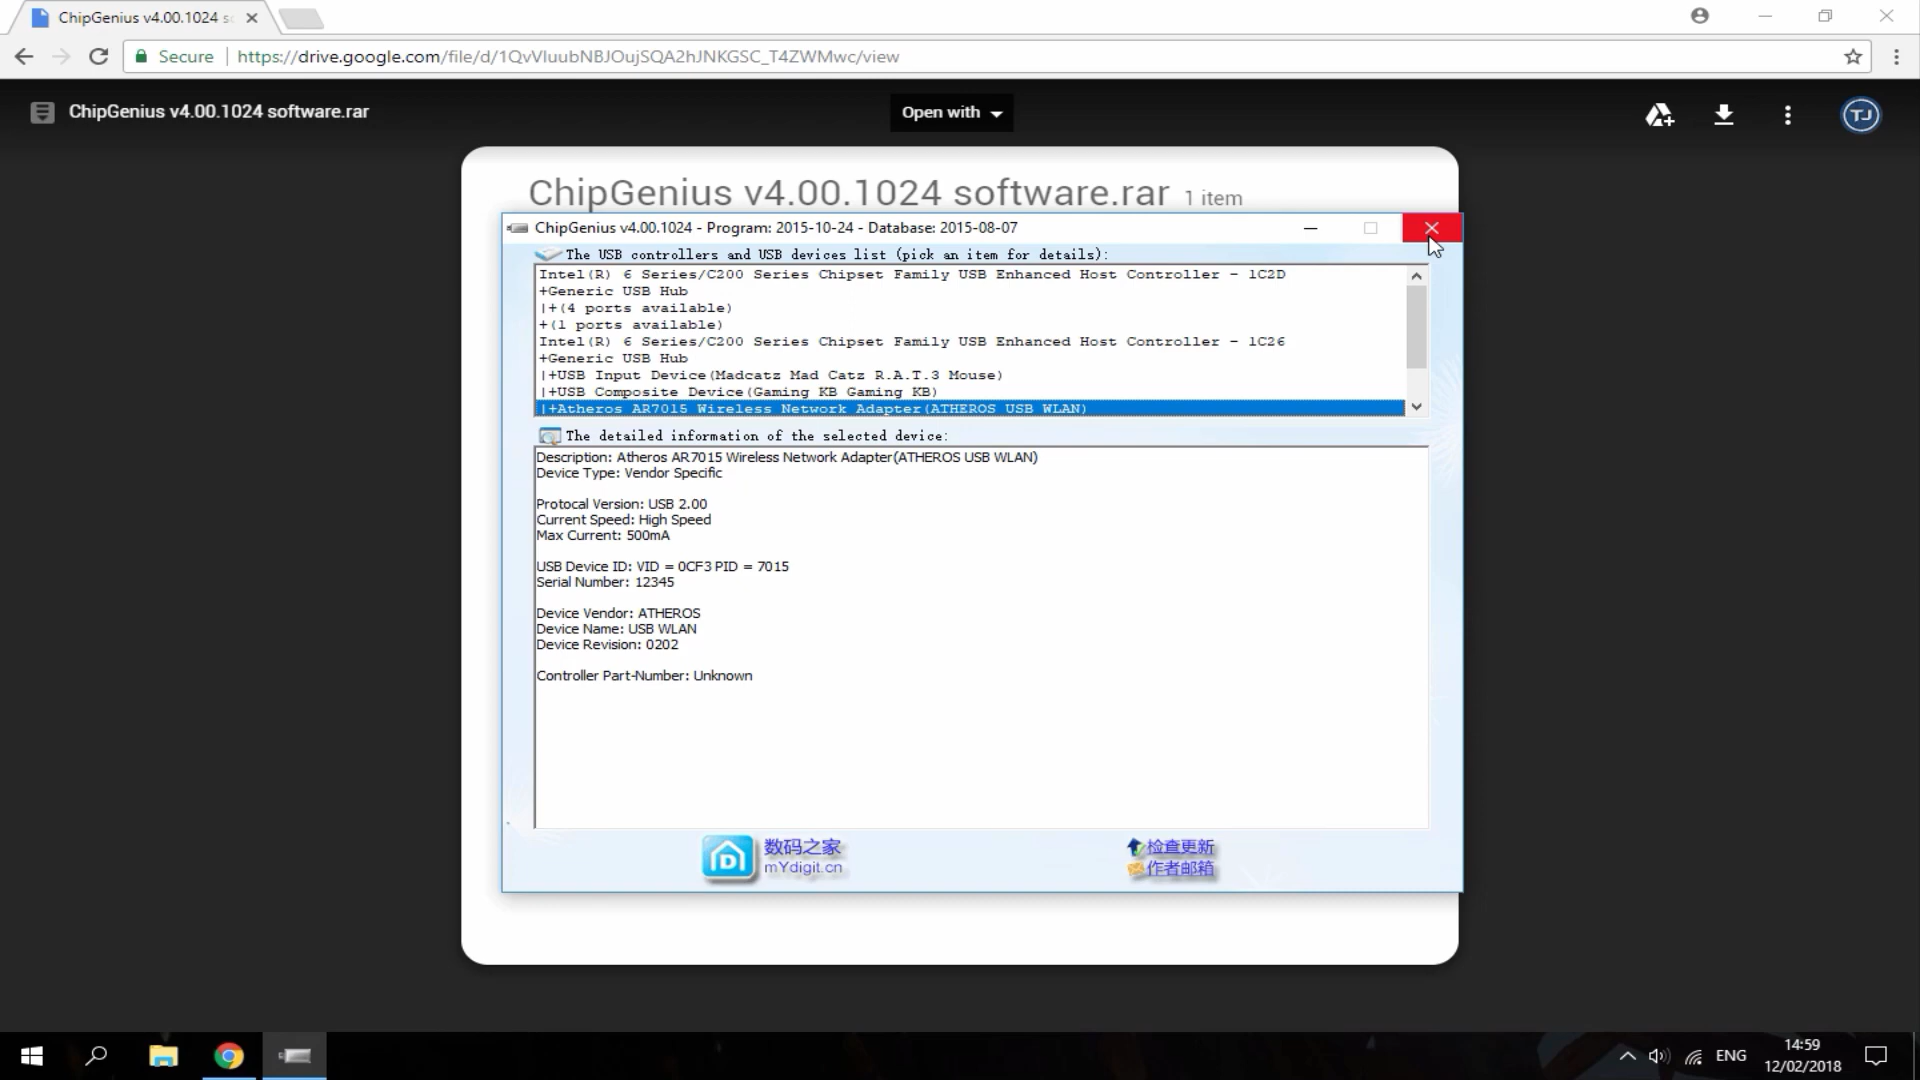 ChipGenius v4.00.1024 s
Secure
https://drive.google.com/file/d/1QvVIuubNBJOujSQA2hJNKGSC_T4ZWMwc/view
ChipGenius v4.00.1024 software.rar
Open with
TJ
ChipGenius v4.00.1024 software.rar 1 item
ChipGenius v4.00.1024 - Program: 2015-10-24 - Database: 2015-08-07
The USB controllers and USB devices list (pick an item for details):
Intel(R) 6 Series/C200 Series Chipset Family USB Enhanced Host Controller - 1C2D
+Generic USB Hub
|+(4 ports available)
+(1 ports available)
Intel(R) 6 Series/C200 Series Chipset Family USB Enhanced Host Controller - 1C26
+Generic USB Hub
|+USB Input Device(Madcatz Mad Catz R.A.T.3 Mouse)
|+USB Composite Device(Gaming KB Gaming KB)
|+Atheros AR7015 Wireless Network Adapter(ATHEROS USB WLAN)
The detailed information of the selected device:
Description: Atheros AR7015 Wireless Network Adapter(ATHEROS USB WLAN)
Device Type: Vendor Specific
Protocal Version: USB 2.00
Current Speed: High Speed
Max Current: 500mA
USB Device ID: VID = 0CF3 PID = 7015
Serial Number: 12345
Device Vendor: ATHEROS
Device Name: USB WLAN
Device Revision: 0202
Controller Part-Number: Unknown
数码之家
mYdigit.cn
检查更新
作者邮箱
ENG
14:59
12/02/2018